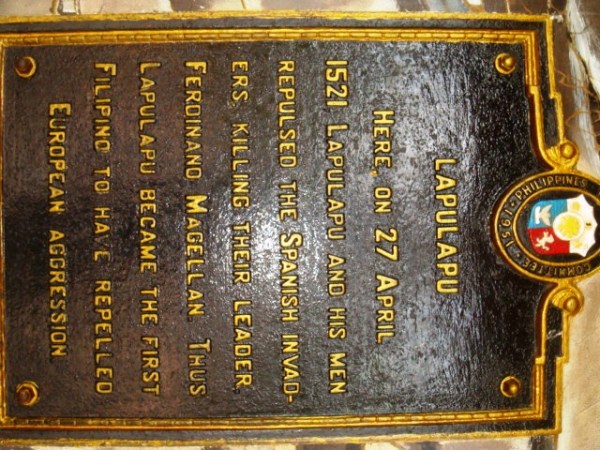 PHILIPPINES
COMMITTEE
LAPULAPU
HERE, ON 27 APRIL
1521 LAPULAPU AND HIS MEN
REPULSED THE SPANISH INVAD-
ERS, KILLING THEIR LEADER,
FERDINAND MAGELLAN. THUS
LAPULAPU BECAME THE FIRST
FILIPINO TO HAVE REPELLED
EUROPEAN AGGRESSION